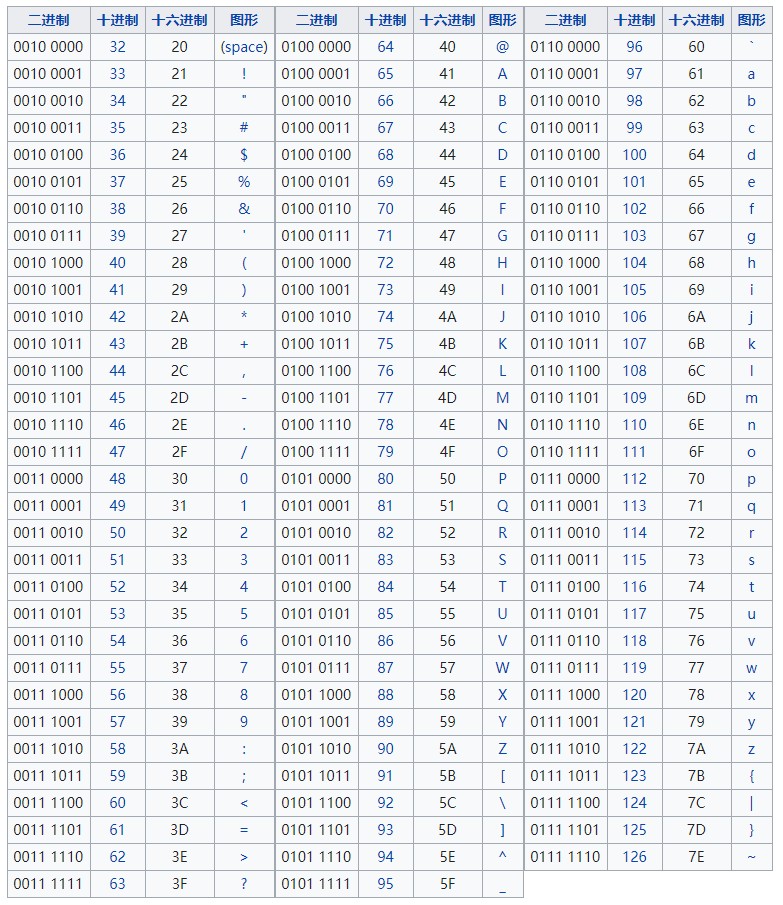 二进制 十进制 十六进制 图形 二进制 十进制 十六进制 图形 二进制 十进制 十六进制 图形
0010 0000 32 20 (space) 0100 0000 64 40 @ 0110 0000 96 60 `
0010 0001 33 21 ! 0100 0001 65 41 A 0110 0001 97 61 a
0010 0010 34 22 " 0100 0010 66 42 B 0110 0010 98 62 b
0010 0011 35 23 # 0100 0011 67 43 C 0110 0011 99 63 c
0010 0100 36 24 $ 0100 0100 68 44 D 0110 0100 100 64 d
0010 0101 37 25 % 0100 0101 69 45 E 0110 0101 101 65 e
0010 0110 38 26 & 0100 0110 70 46 F 0110 0110 102 66 f
0010 0111 39 27 ' 0100 0111 71 47 G 0110 0111 103 67 g
0010 1000 40 28 ( 0100 1000 72 48 H 0110 1000 104 68 h
0010 1001 41 29 ) 0100 1001 73 49 I 0110 1001 105 69 i
0010 1010 42 2A * 0100 1010 74 4A J 0110 1010 106 6A j
0010 1011 43 2B + 0100 1011 75 4B K 0110 1011 107 6B k
0010 1100 44 2C , 0100 1100 76 4C L 0110 1100 108 6C l
0010 1101 45 2D - 0100 1101 77 4D M 0110 1101 109 6D m
0010 1110 46 2E . 0100 1110 78 4E N 0110 1110 110 6E n
0010 1111 47 2F / 0100 1111 79 4F O 0110 1111 111 6F o
0011 0000 48 30 0 0101 0000 80 50 P 0111 0000 112 70 p
0011 0001 49 31 1 0101 0001 81 51 Q 0111 0001 113 71 q
0011 0010 50 32 2 0101 0010 82 52 R 0111 0010 114 72 r
0011 0011 51 33 3 0101 0011 83 53 S 0111 0011 115 73 s
0011 0100 52 34 4 0101 0100 84 54 T 0111 0100 116 74 t
0011 0101 53 35 5 0101 0101 85 55 U 0111 0101 117 75 u
0011 0110 54 36 6 0101 0110 86 56 V 0111 0110 118 76 v
0011 0111 55 37 7 0101 0111 87 57 W 0111 0111 119 77 w
0011 1000 56 38 8 0101 1000 88 58 X 0111 1000 120 78 x
0011 1001 57 39 9 0101 1001 89 59 Y 0111 1001 121 79 y
0011 1010 58 3A : 0101 1010 90 5A Z 0111 1010 122 7A z
0011 1011 59 3B ; 0101 1011 91 5B [ 0111 1011 123 7B {
0011 1100 60 3C < 0101 1100 92 5C \ 0111 1100 124 7C |
0011 1101 61 3D = 0101 1101 93 5D ] 0111 1101 125 7D }
0011 1110 62 3E > 0101 1110 94 5E ^ 0111 1110 126 7E ~
0011 1111 63 3F ? 0101 1111 95 5F _